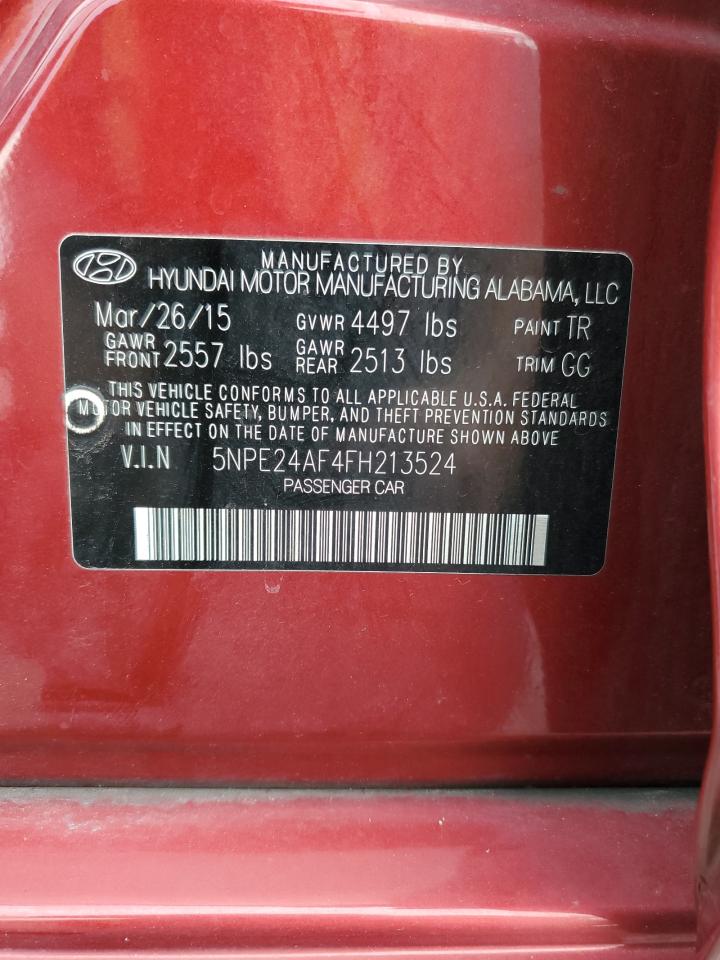 MANUFACTURED BY
HYUNDAI MOTOR MANUFACTURING ALABAMA, LLC
Mar/26/15 GVWR 4497 lbs PAINT TR
GAWR FRONT 2557 lbs GAWR REAR 2513 lbs TRIM GG
THIS VEHICLE CONFORMS TO ALL APPLICABLE U.S.A. FEDERAL
MOTOR VEHICLE SAFETY, BUMPER, AND THEFT PREVENTION STANDARDS
IN EFFECT ON THE DATE OF MANUFACTURE SHOWN ABOVE.
V.I.N 5NPE24AF4FH213524
PASSENGER CAR